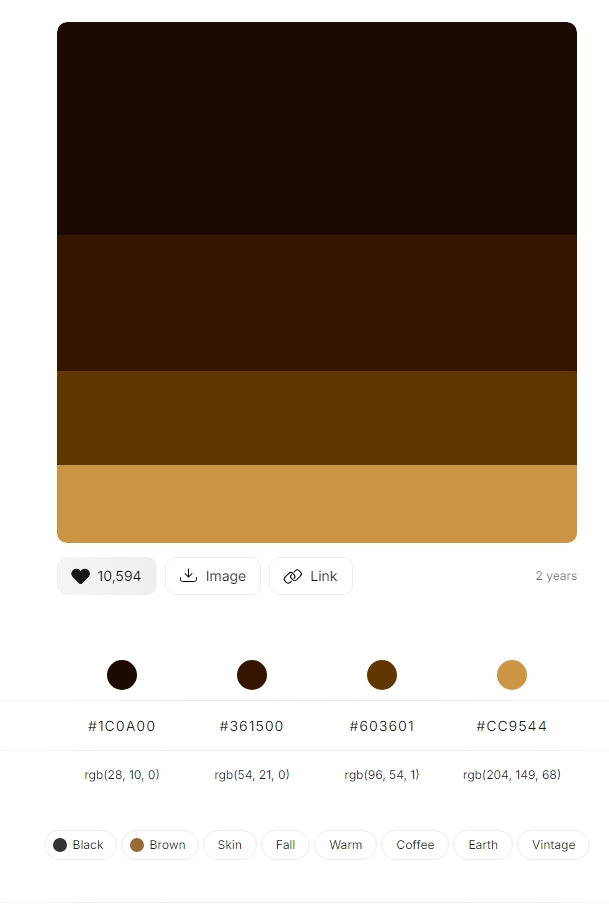 10,594 Image Link 2 years
#1C0A00 #361500 #603601 #CC9544
rgb(28, 10, 0) rgb(54, 21, 0) rgb(96, 54, 1) rgb(204, 149, 68)
Black Brown Skin Fall Warm Coffee Earth Vintage